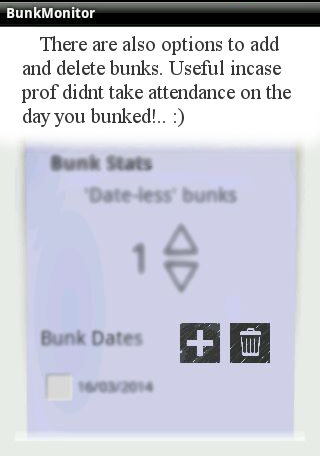 BunkMonitor
There are also options to add
and delete bunks. Useful incase
prof didnt take attendance on the
day you bunked!.. :)
Bunk Stats
'Date-less' bunks
1
Bunk Dates
16/03/2014